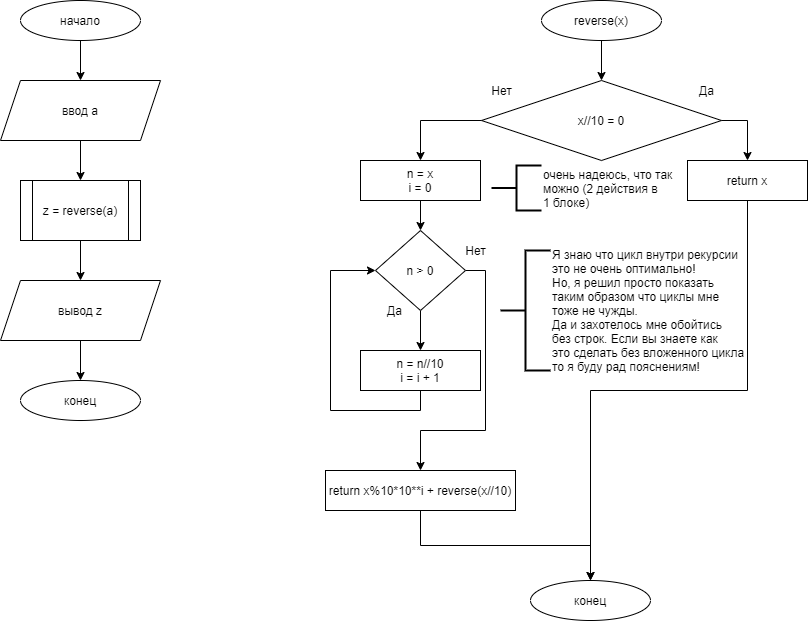 начало
ввод a
z = reverse(a)
вывод z
конец
reverse(x)
Нет
Да
x//10 = 0
n = x
i = 0
очень надеюсь, что так
можно (2 действия в
1 блоке)
return x
n > 0
Нет
Да
Я знаю что цикл внутри рекурсии
это не очень оптимально!
Но, я решил просто показать
таким образом что циклы мне
тоже не чужды.
Да и захотелось мне обойтись
без строк. Если вы знаете как
это сделать без вложенного цикла
то я буду рад пояснениям!
n = n//10
i = i + 1
return x%10*10**i + reverse(x//10)
конец